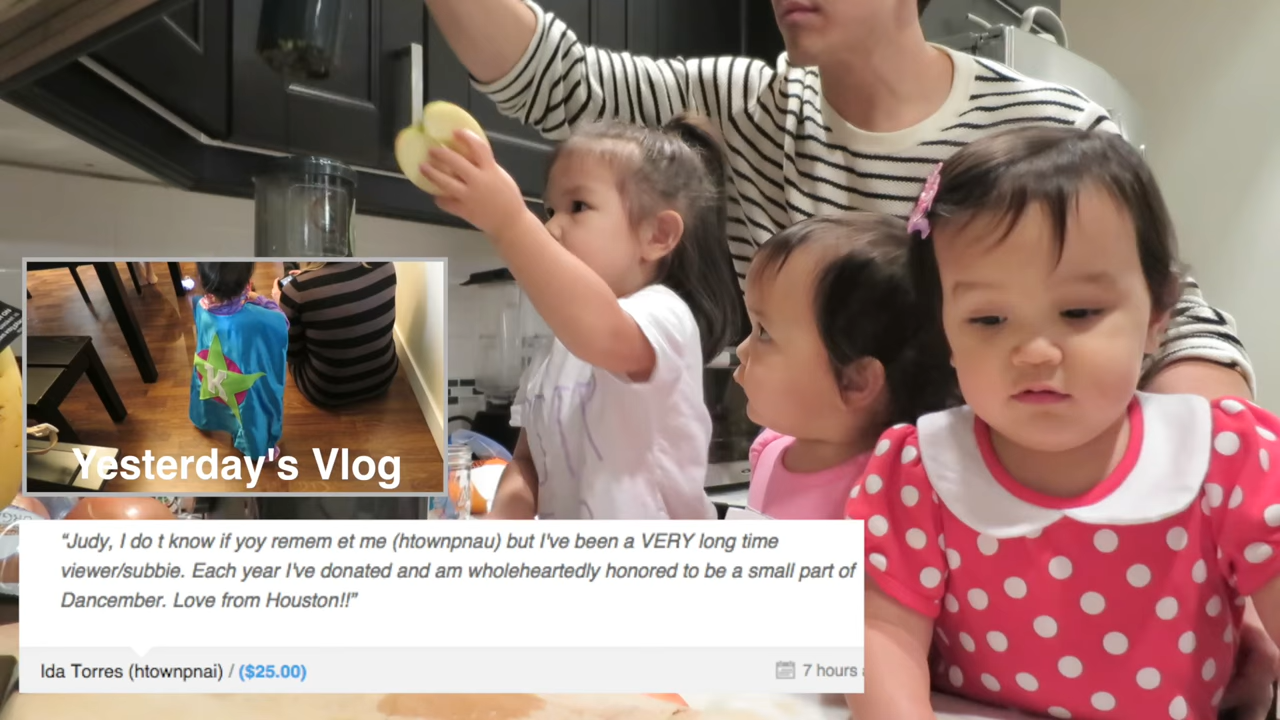 K
Yesterday's Vlog
“Judy, I do t know if yoy remem et me (htownpnau) but I've been a VERY long time
viewer/subbie. Each year I've donated and am wholeheartedly honored to be a small part of
Dancember. Love from Houston!!”
Ida Torres (htownpnai) / ($25.00)
7 hours